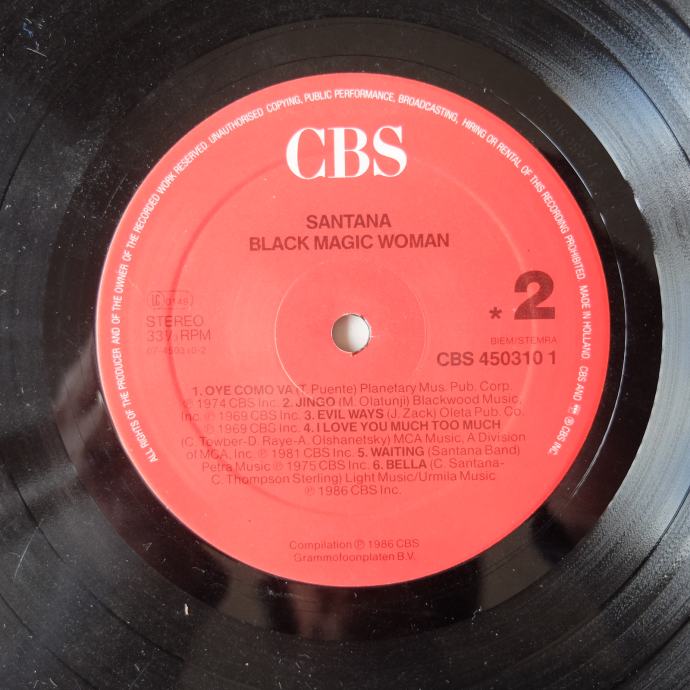 ALL RIGHTS OF THE PRODUCER AND OF THE OWNER OF THE RECORDED WORK RESERVED. UNAUTHORISED COPYING, PUBLIC PERFORMANCE, BROADCASTING, HIRING OR RENTAL OF THIS RECORDING PROHIBITED. MADE IN HOLLAND. CBS AND ℗ CBS INC.
CBS
SANTANA
BLACK MAGIC WOMAN
LC 0149
STEREO
33⅓ RPM
07-450310-2
* 2
BIEM/STEMRA
CBS 450310 1
1. OYE COMO VA (T. Puente) Planetary Mus. Pub. Corp.
℗ 1974 CBS Inc. 2. JINGO (M. Olatunji) Blackwood Music,
Inc. ℗ 1969 CBS Inc. 3. EVIL WAYS (J. Zack) Oleta Pub. Co.
℗ 1969 CBS Inc. 4. I LOVE YOU MUCH TOO MUCH
(C. Towber-D. Raye-A. Olshanetsky) MCA Music, A Division
of MCA, Inc. ℗ 1981 CBS Inc. 5. WAITING (Santana Band)
Petra Music ℗ 1975 CBS Inc. 6. BELLA (C. Santana-
C. Thompson Sterling) Light Music/Urmila Music
℗ 1986 CBS Inc.
Compilation ℗ 1986 CBS
Grammofoonplaten B.V.